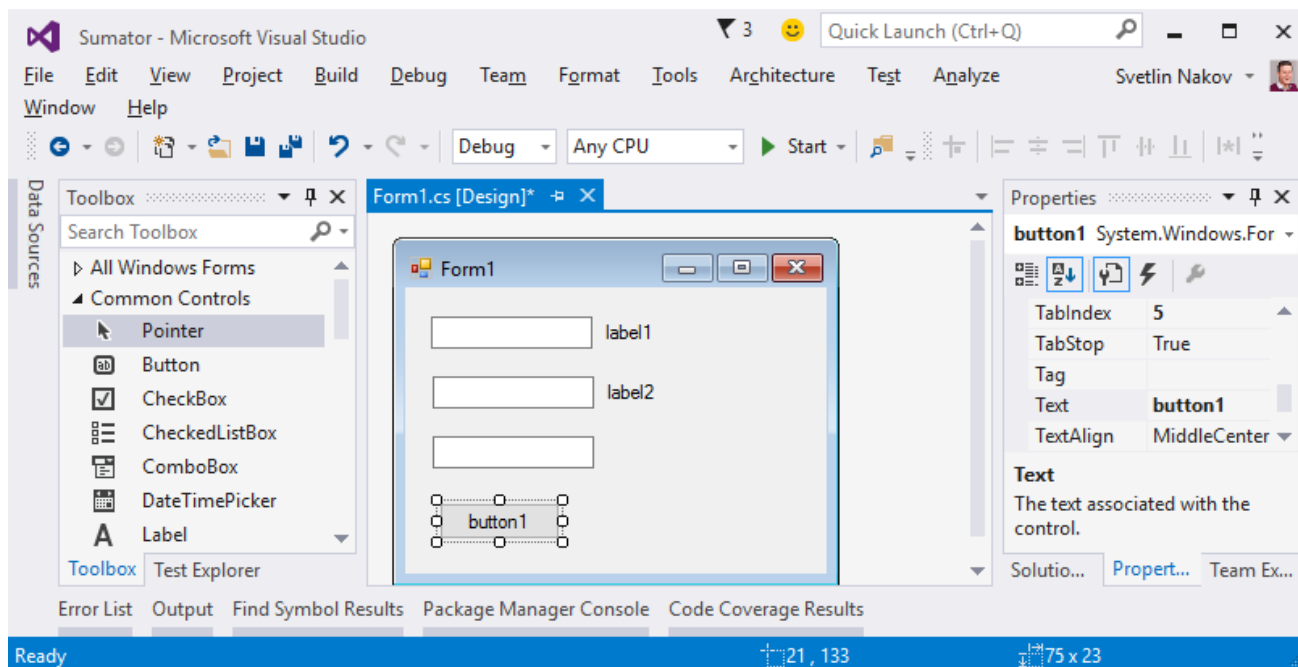 Sumator - Microsoft Visual Studio
3
Quick Launch (Ctrl+Q)
File Edit View Project Build Debug Team Format Tools Architecture Test Analyze
Svetlin Nakov
Window Help
Debug
Any CPU
Start
Data Sources
Toolbox
Search Toolbox
All Windows Forms
Common Controls
Pointer
Button
CheckBox
CheckedListBox
ComboBox
DateTimePicker
Label
Toolbox Test Explorer
Form1.cs [Design]*
Form1
label1
label2
button1
Properties
button1 System.Windows.For
TabIndex 5
TabStop True
Tag
Text button1
TextAlign MiddleCenter
Text
The text associated with the
control.
Solutio... Propert... Team Ex...
Error List Output Find Symbol Results Package Manager Console Code Coverage Results
Ready
21 , 133
75 x 23